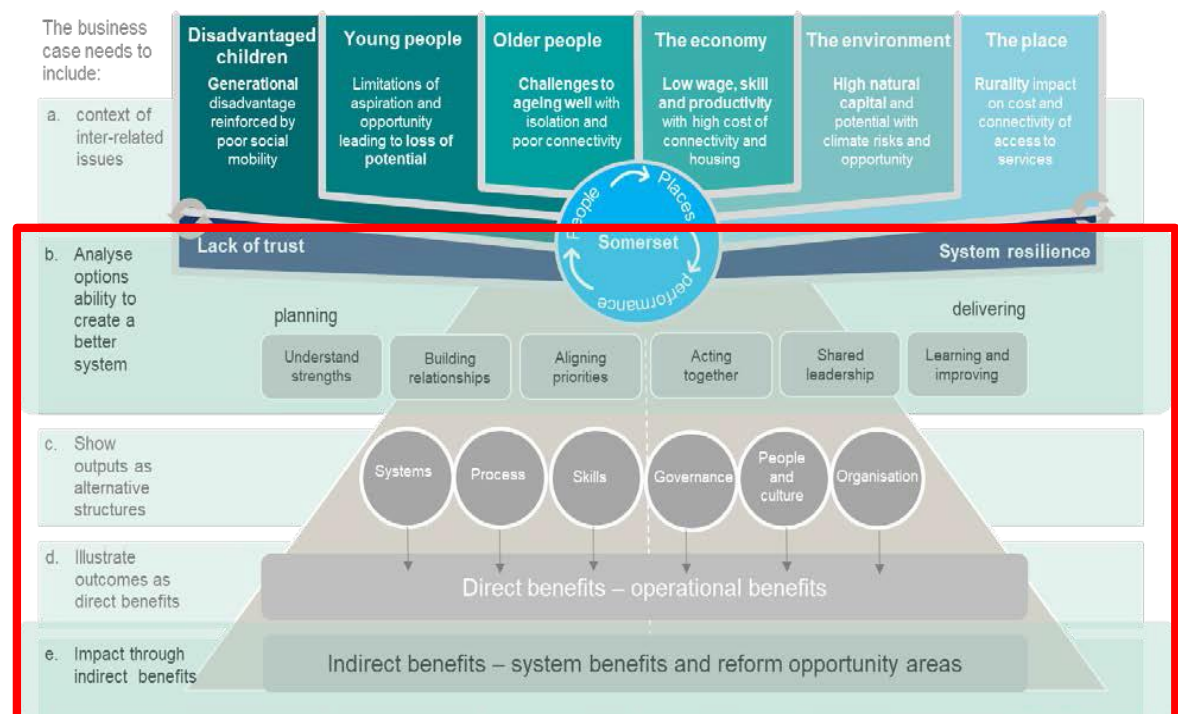 The business
case needs to
include:
Disadvantaged
children
Generational
disadvantage
reinforced by
poor social
mobility
Young people
Limitations of
aspiration and
opportunity
leading to loss of
potential
Older people
Challenges to
ageing well with
isolation and
poor connectivity
The economy
Low wage, skill
and productivity
with high cost of
connectivity and
housing
The environment
High natural
capital and
potential with
climate risks and
opportunity
The place
Rurality impact
on cost and
connectivity of
access to
services
a. context of
inter-related
issues
People
Places
performance
Somerset
Lack of trust
System resilience
b. Analyse
options
ability to
create a
better
system
planning
delivering
Understand
strengths
Building
relationships
Aligning
priorities
Acting
together
Shared
leadership
Learning and
improving
c. Show
outputs as
alternative
structures
Systems
Process
Skills
Governance
People
and
culture
Organisation
d. Illustrate
outcomes as
direct benefits
Direct benefits – operational benefits
e. Impact through
indirect benefits
Indirect benefits – system benefits and reform opportunity areas